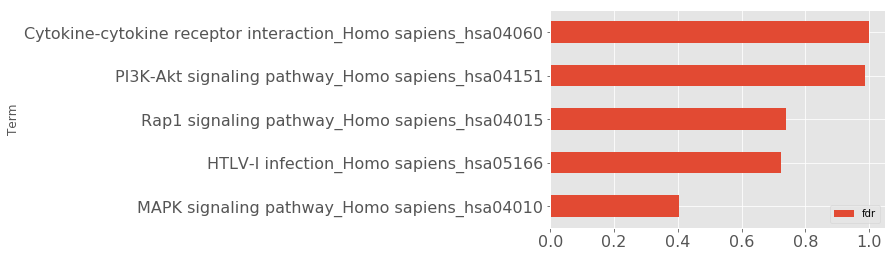 Cytokine-cytokine receptor interaction_Homo sapiens_hsa04060
PI3K-Akt signaling pathway_Homo sapiens_hsa04151
Rap1 signaling pathway_Homo sapiens_hsa04015
HTLV-I infection_Homo sapiens_hsa05166
MAPK signaling pathway_Homo sapiens_hsa04010
Term
fdr
0.0 0.2 0.4 0.6 0.8 1.0